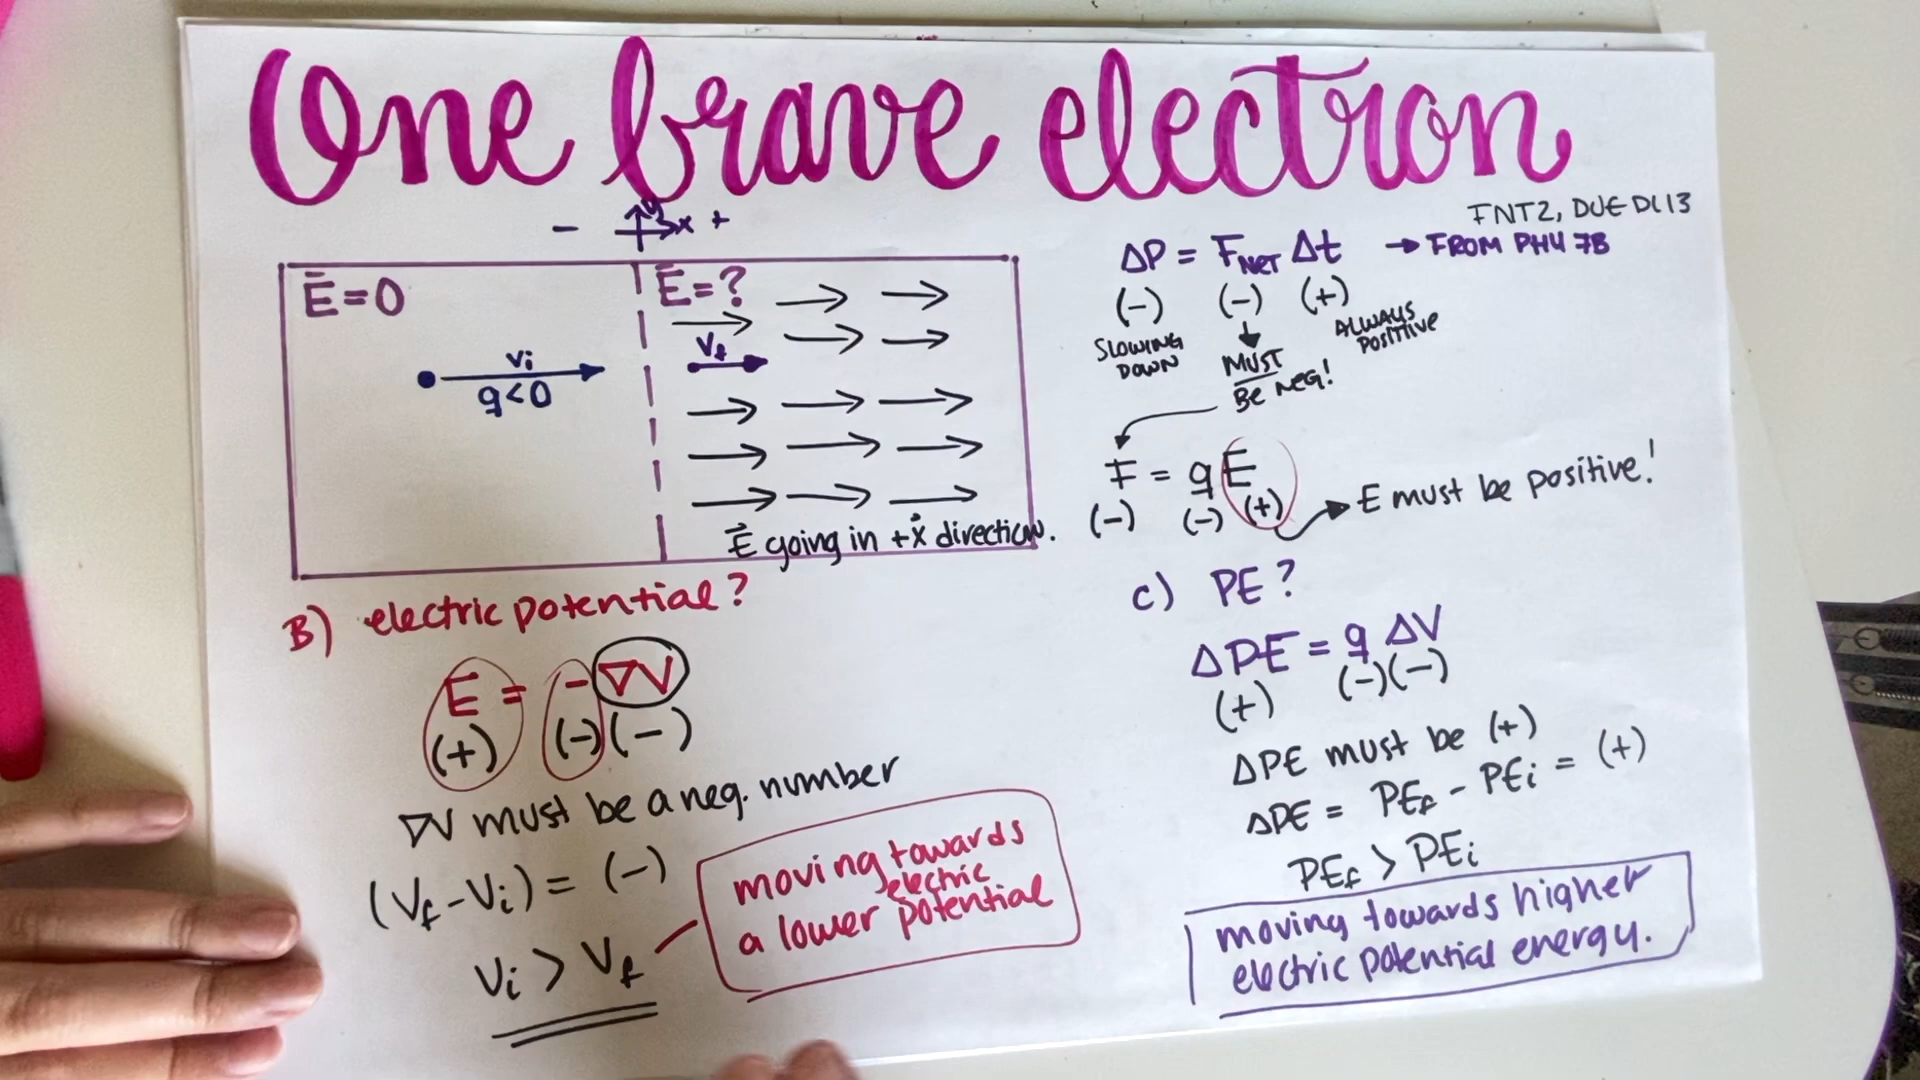 One brave electron
FNT2, DUE DL13
- y x +
E⃗ = 0
E⃗ = ?
vi
q<0
vf
E⃗ going in +x direction.
ΔP = FNET Δt → FROM PHY 7B
(-) (-) (+)
SLOWING DOWN
MUST BE NEG!
ALWAYS POSITIVE
F = qE
(-) (-) (+)
E must be positive!
B) electric potential?
E = -∇V
(+) (-)(-)
∇V must be a neg. number
(Vf-Vi) = (-)
Vi > Vf
moving towards
a lower electric potential
C) PE?
ΔPE = q ΔV
(+) (-)(-)
ΔPE must be (+)
ΔPE = PEf - PEi = (+)
PEf > PEi
moving towards higher
electric potential energy.